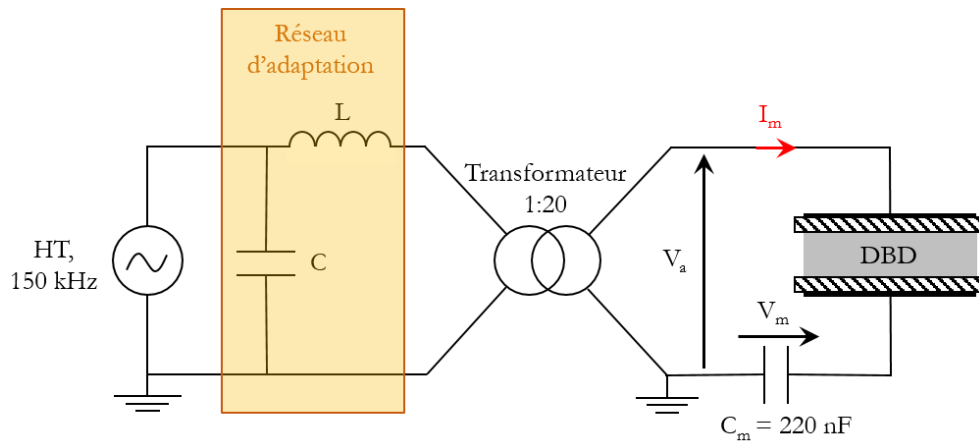 Réseau
d'adaptation
L
I_m
Transformateur
1:20
HT,
150 kHz
C
V_a
DBD
V_m
C_m = 220 nF